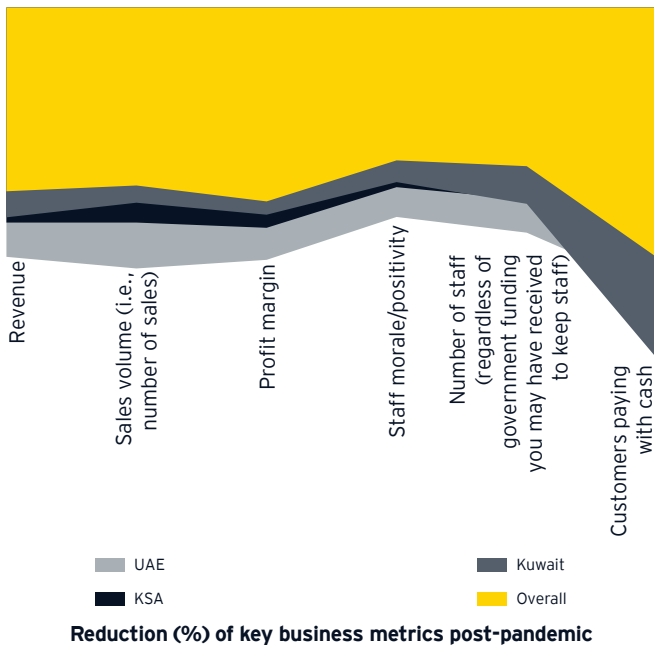 Revenue
Sales volume (i.e.,
number of sales)
Profit margin
Staff morale/positivity
Number of staff
(regardless of
government funding
you may have received
to keep staff)
Customers paying
with cash
UAE
KSA
Kuwait
Overall
Reduction (%) of key business metrics post-pandemic